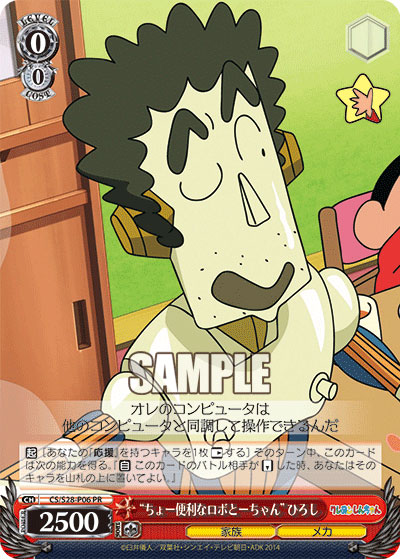 LEVEL
0
0
COST
SAMPLE
オレのコンピュータは
他のコンピュータと同調して操作できるんだ
起［あなたの「応援」を持つキャラを1枚する］そのターン中、このカード
は次の能力を得る。『自 このカードのバトル相手がした時、あなたはその
キャラを山札の上に置いてよい。』
CH
CS/S28-P06 PR
2500
“ちょー便利なロボとーちゃん”ひろし
クレヨンしんちゃん
家族
メカ
©臼井儀人／双葉社・シンエイ・テレビ朝日・ADK 2014